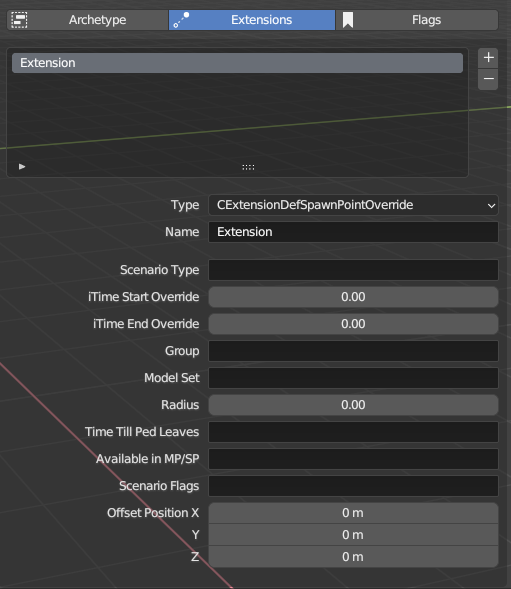 Archetype Extensions Flags
Extension
Type CExtensionDefSpawnPointOverride
Name Extension
Scenario Type
iTime Start Override 0.00
iTime End Override 0.00
Group
Model Set
Radius 0.00
Time Till Ped Leaves
Available in MP/SP
Scenario Flags
Offset Position X 0 m
Y 0 m
Z 0 m